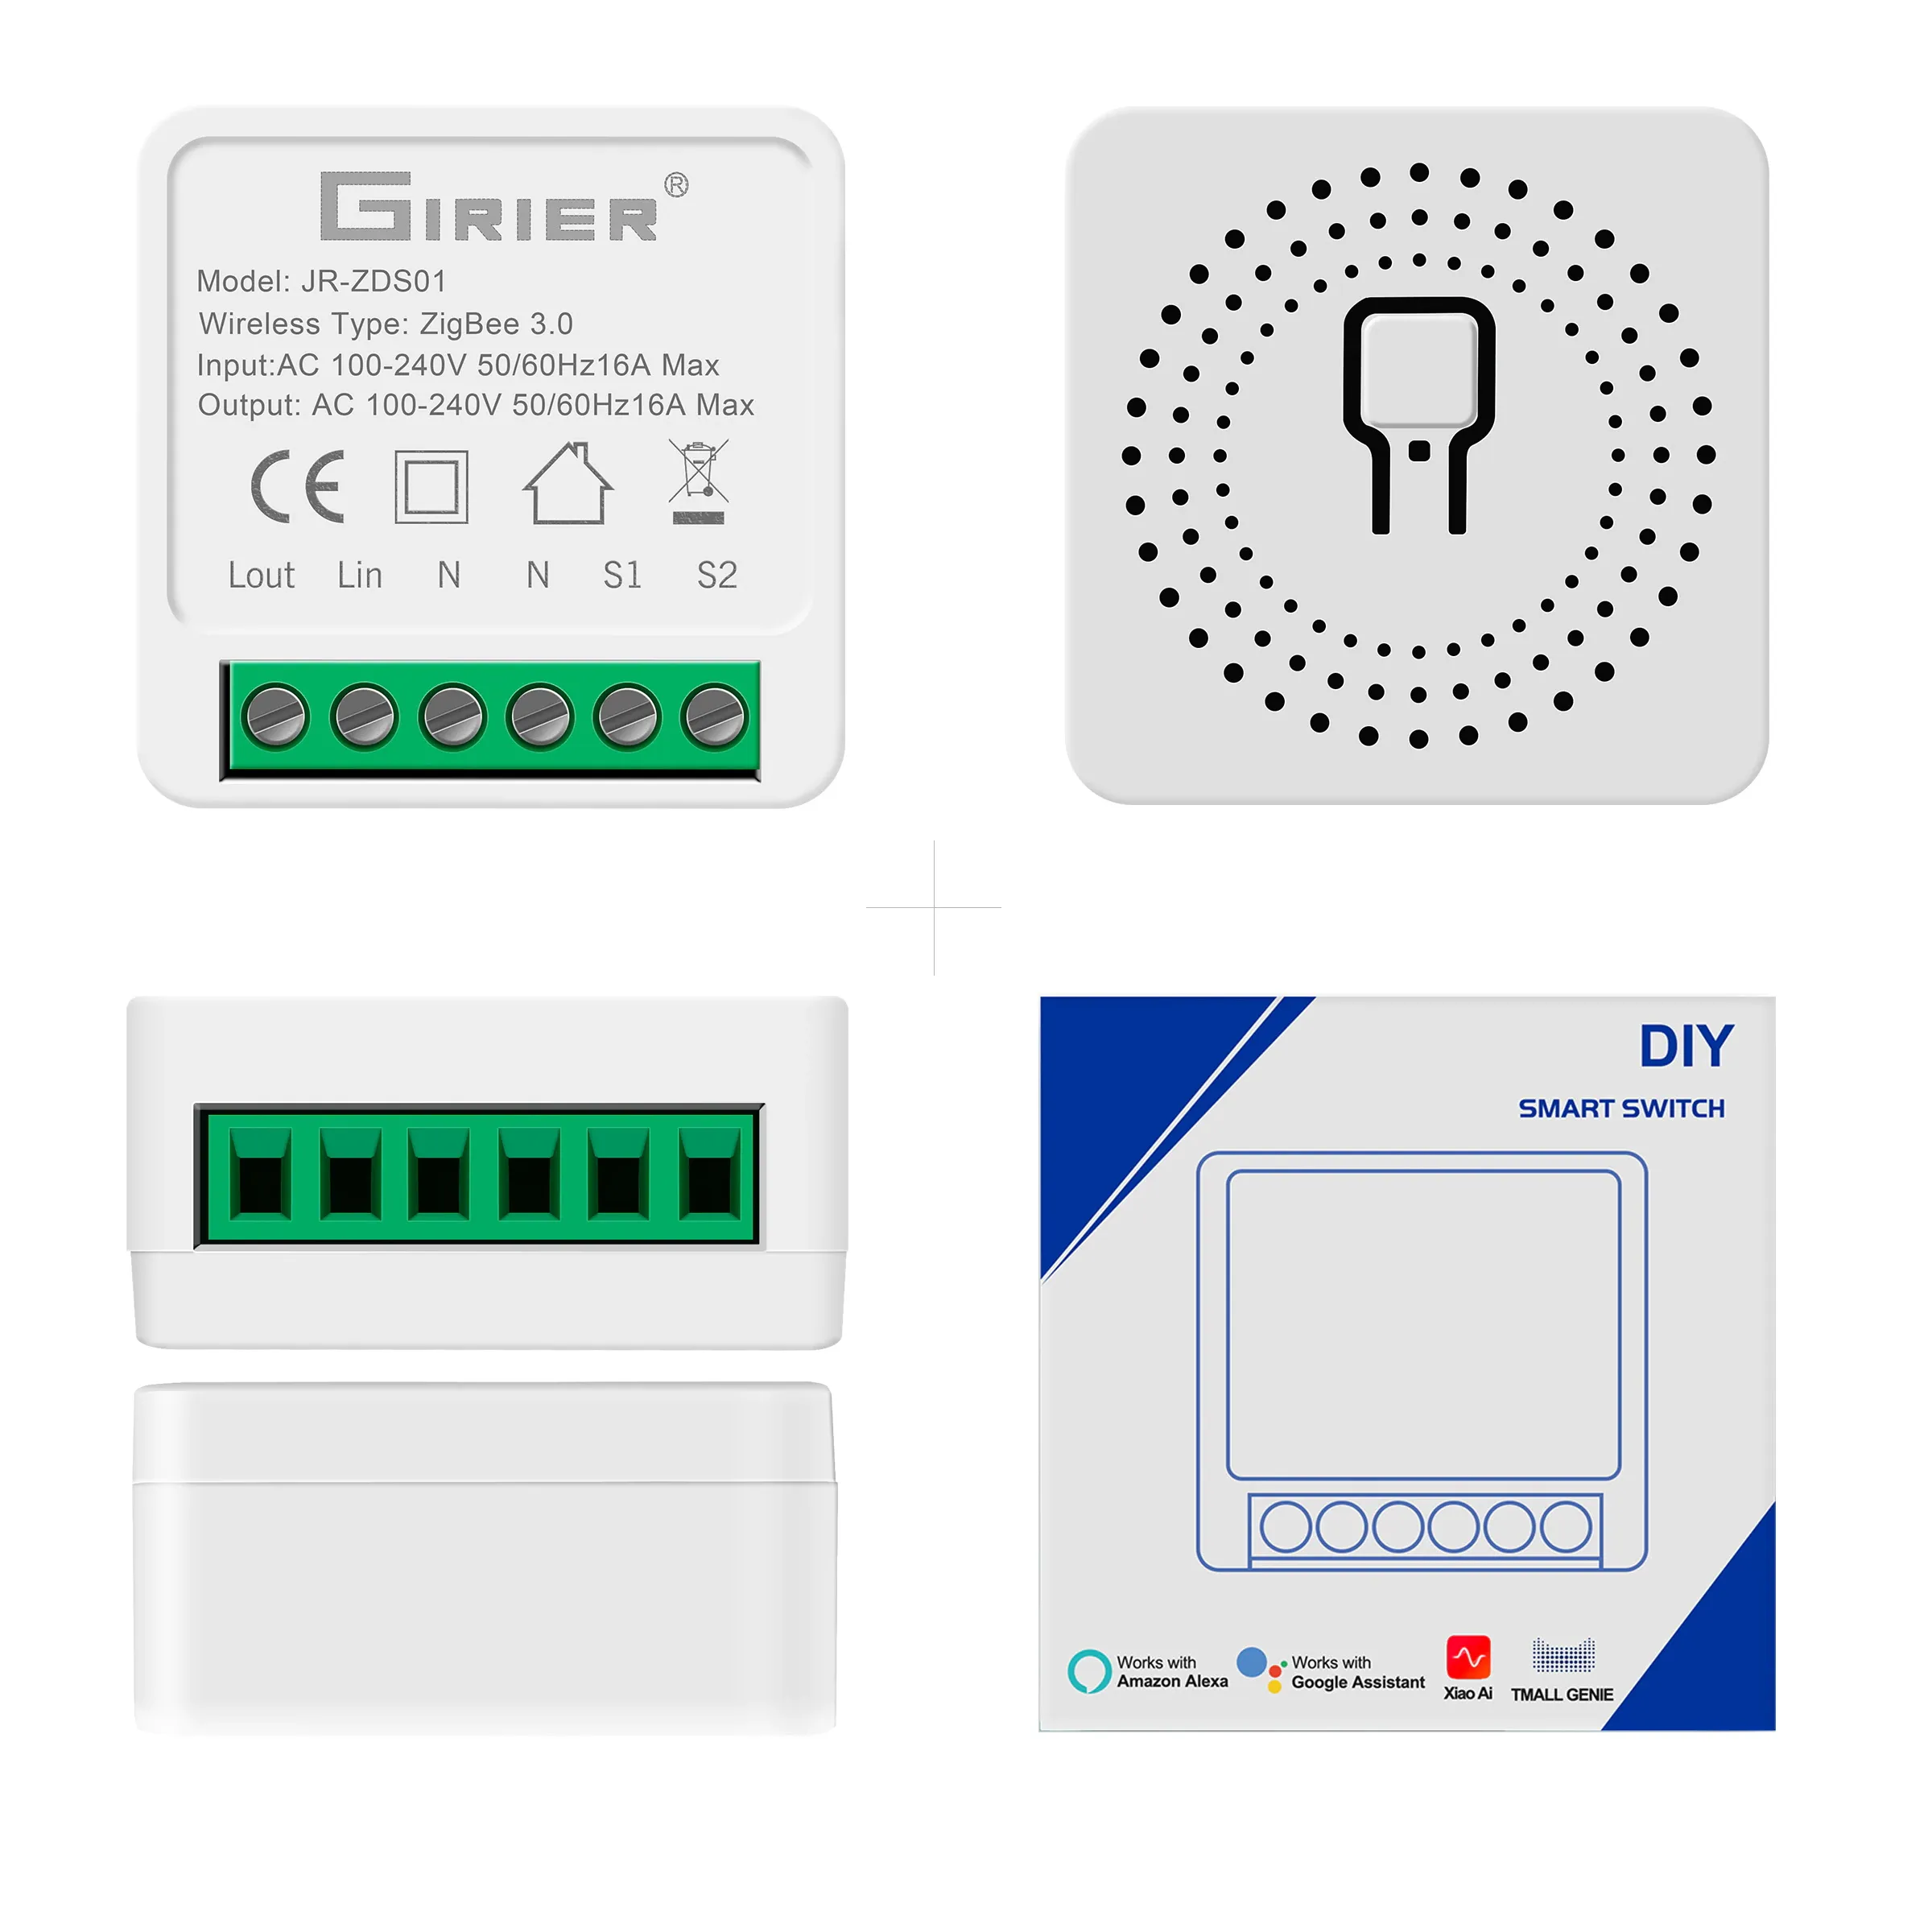 GIRIER®
Model: JR-ZDS01
Wireless Type: ZigBee 3.0
Input:AC 100-240V 50/60Hz16A Max
Output: AC 100-240V 50/60Hz16A Max
CE
Lout Lin N N S1 S2
DIY
SMART SWITCH
Works with
Amazon Alexa
Works with
Google Assistant
Xiao Ai
TMALL GENIE